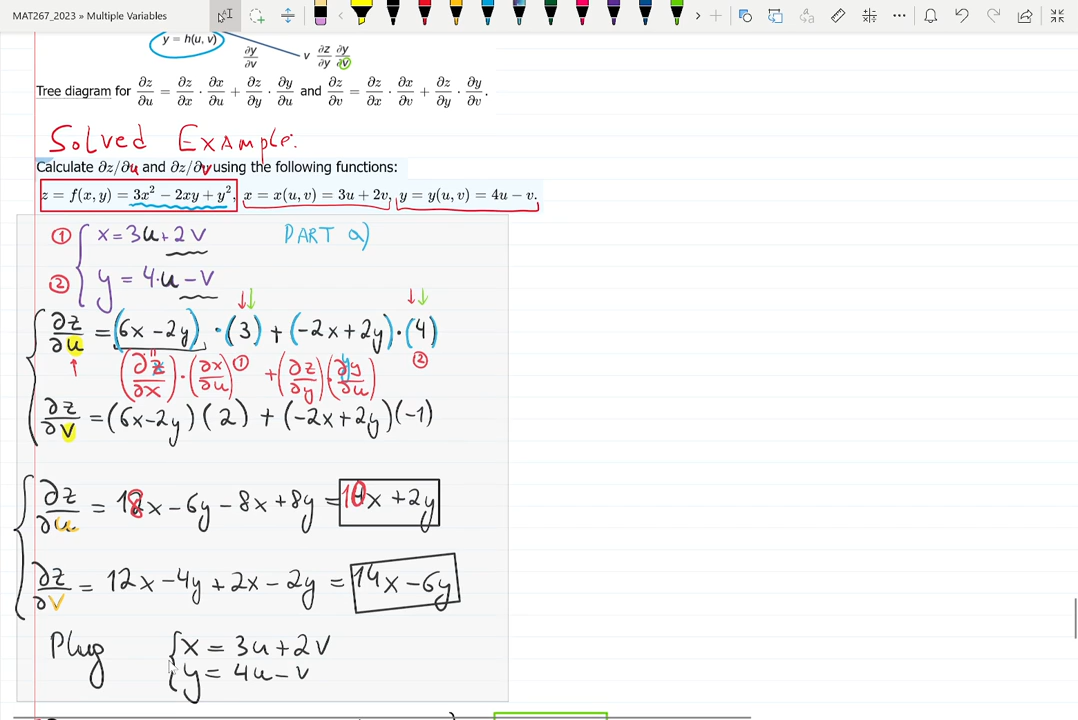 MAT267_2023 » Multiple Variables
y = h(u, v)
∂y/∂v
v ∂z/∂y ∂y/∂v
Tree diagram for ∂z/∂u = ∂z/∂x · ∂x/∂u + ∂z/∂y · ∂y/∂u and ∂z/∂v = ∂z/∂x · ∂x/∂v + ∂z/∂y · ∂y/∂v.
Solved Example:
Calculate ∂z/∂u and ∂z/∂v using the following functions:
z = f(x, y) = 3x² − 2xy + y², x = x(u, v) = 3u + 2v, y = y(u, v) = 4u − v.
① x = 3u + 2v PART a)
② y = 4·u − v
∂z/∂u = (6x − 2y) · (3) + (−2x + 2y) · (4)
(∂z/∂x) · (∂x/∂u) ① + (∂z/∂y) · (∂y/∂u) ②
∂z/∂v = (6x − 2y)(2) + (−2x + 2y)(−1)
∂z/∂u = 18x − 6y − 8x + 8y = 10x + 2y
∂z/∂v = 12x − 4y + 2x − 2y = 14x − 6y
Plug x = 3u + 2v
y = 4u − v